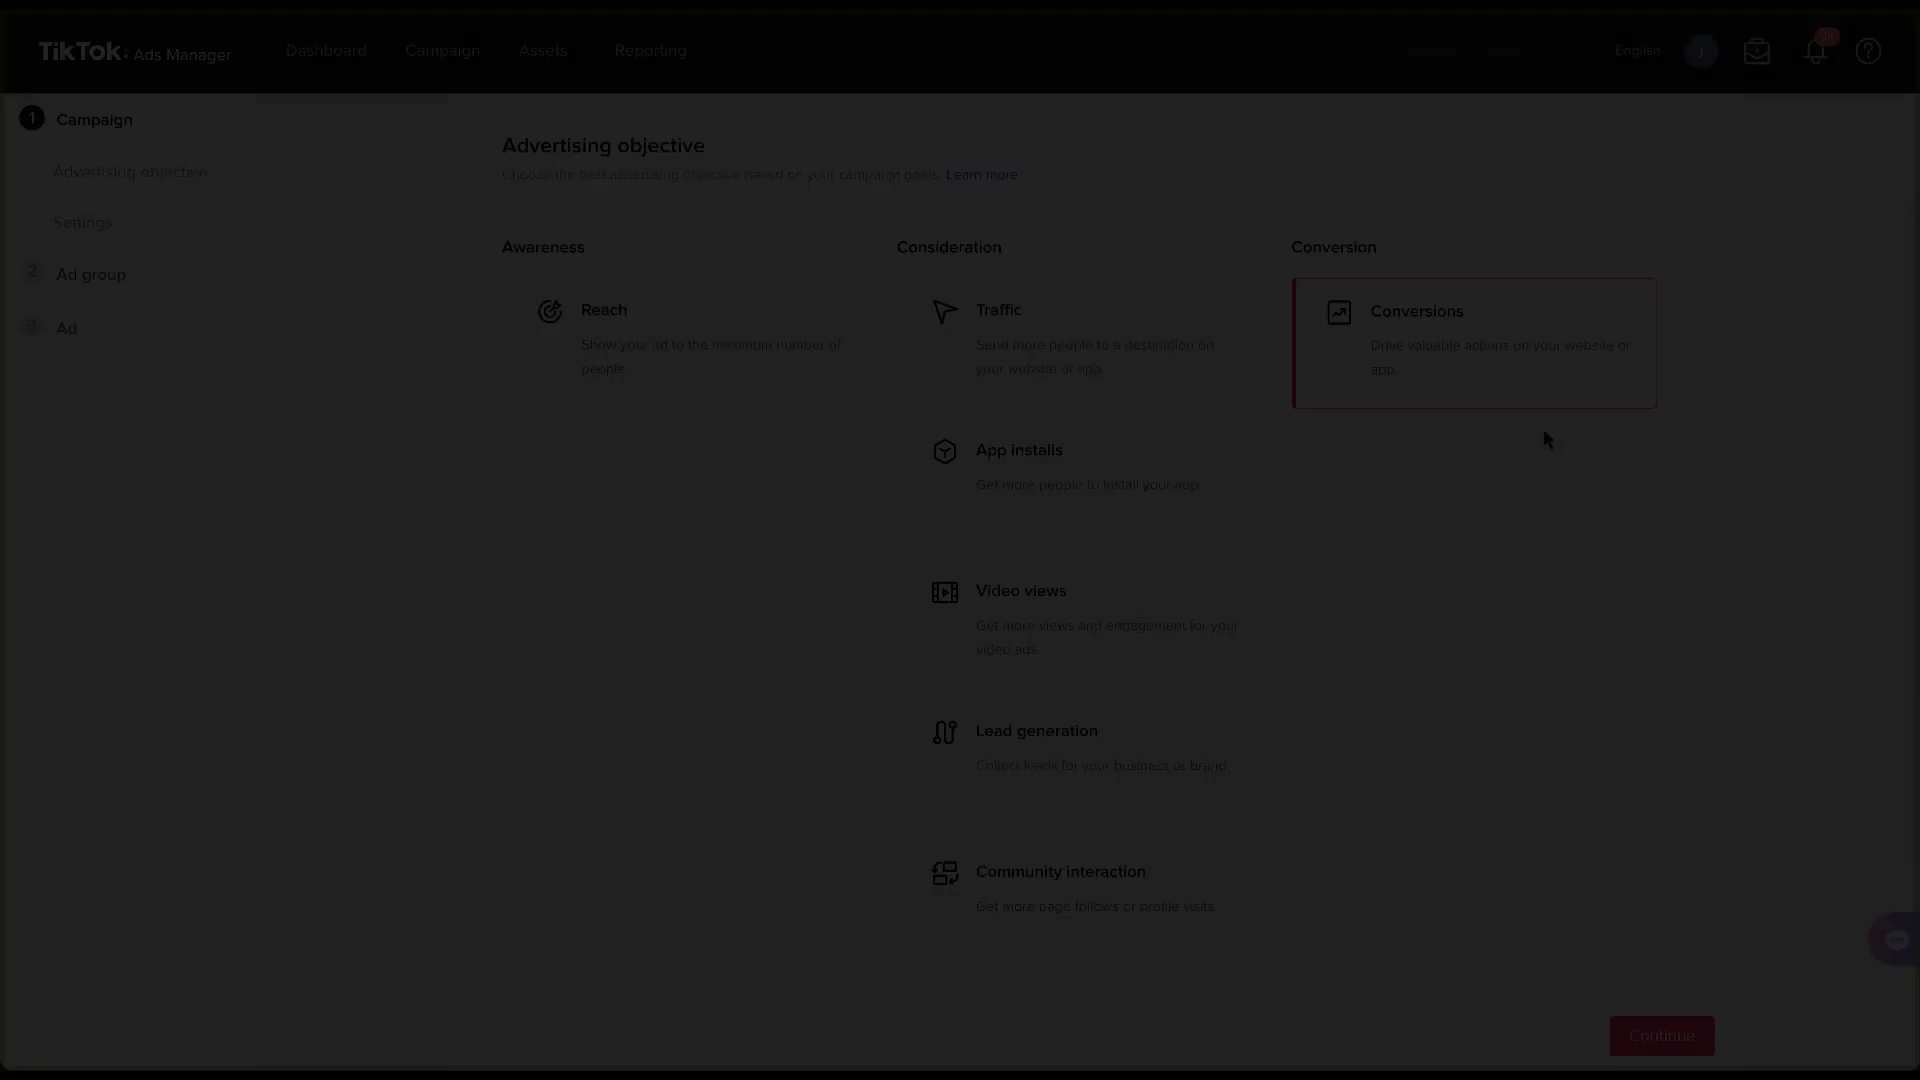 TikTok: Ads Manager
Dashboard
Campaign
Assets
Reporting
English
J
9+
1 Campaign
Advertising objective
Settings
2 Ad group
3 Ad
Advertising objective
Choose the best advertising objective based on your campaign goals. Learn more
Awareness
Reach
Show your ad to the maximum number of
people.
Consideration
Traffic
Send more people to a destination on
your website or app.
App installs
Get more people to install your app.
Video views
Get more views and engagement for your
video ads.
Lead generation
Collect leads for your business or brand.
Community interaction
Get more page follows or profile visits.
Conversion
Conversions
Drive valuable actions on your website or
app.
Continue